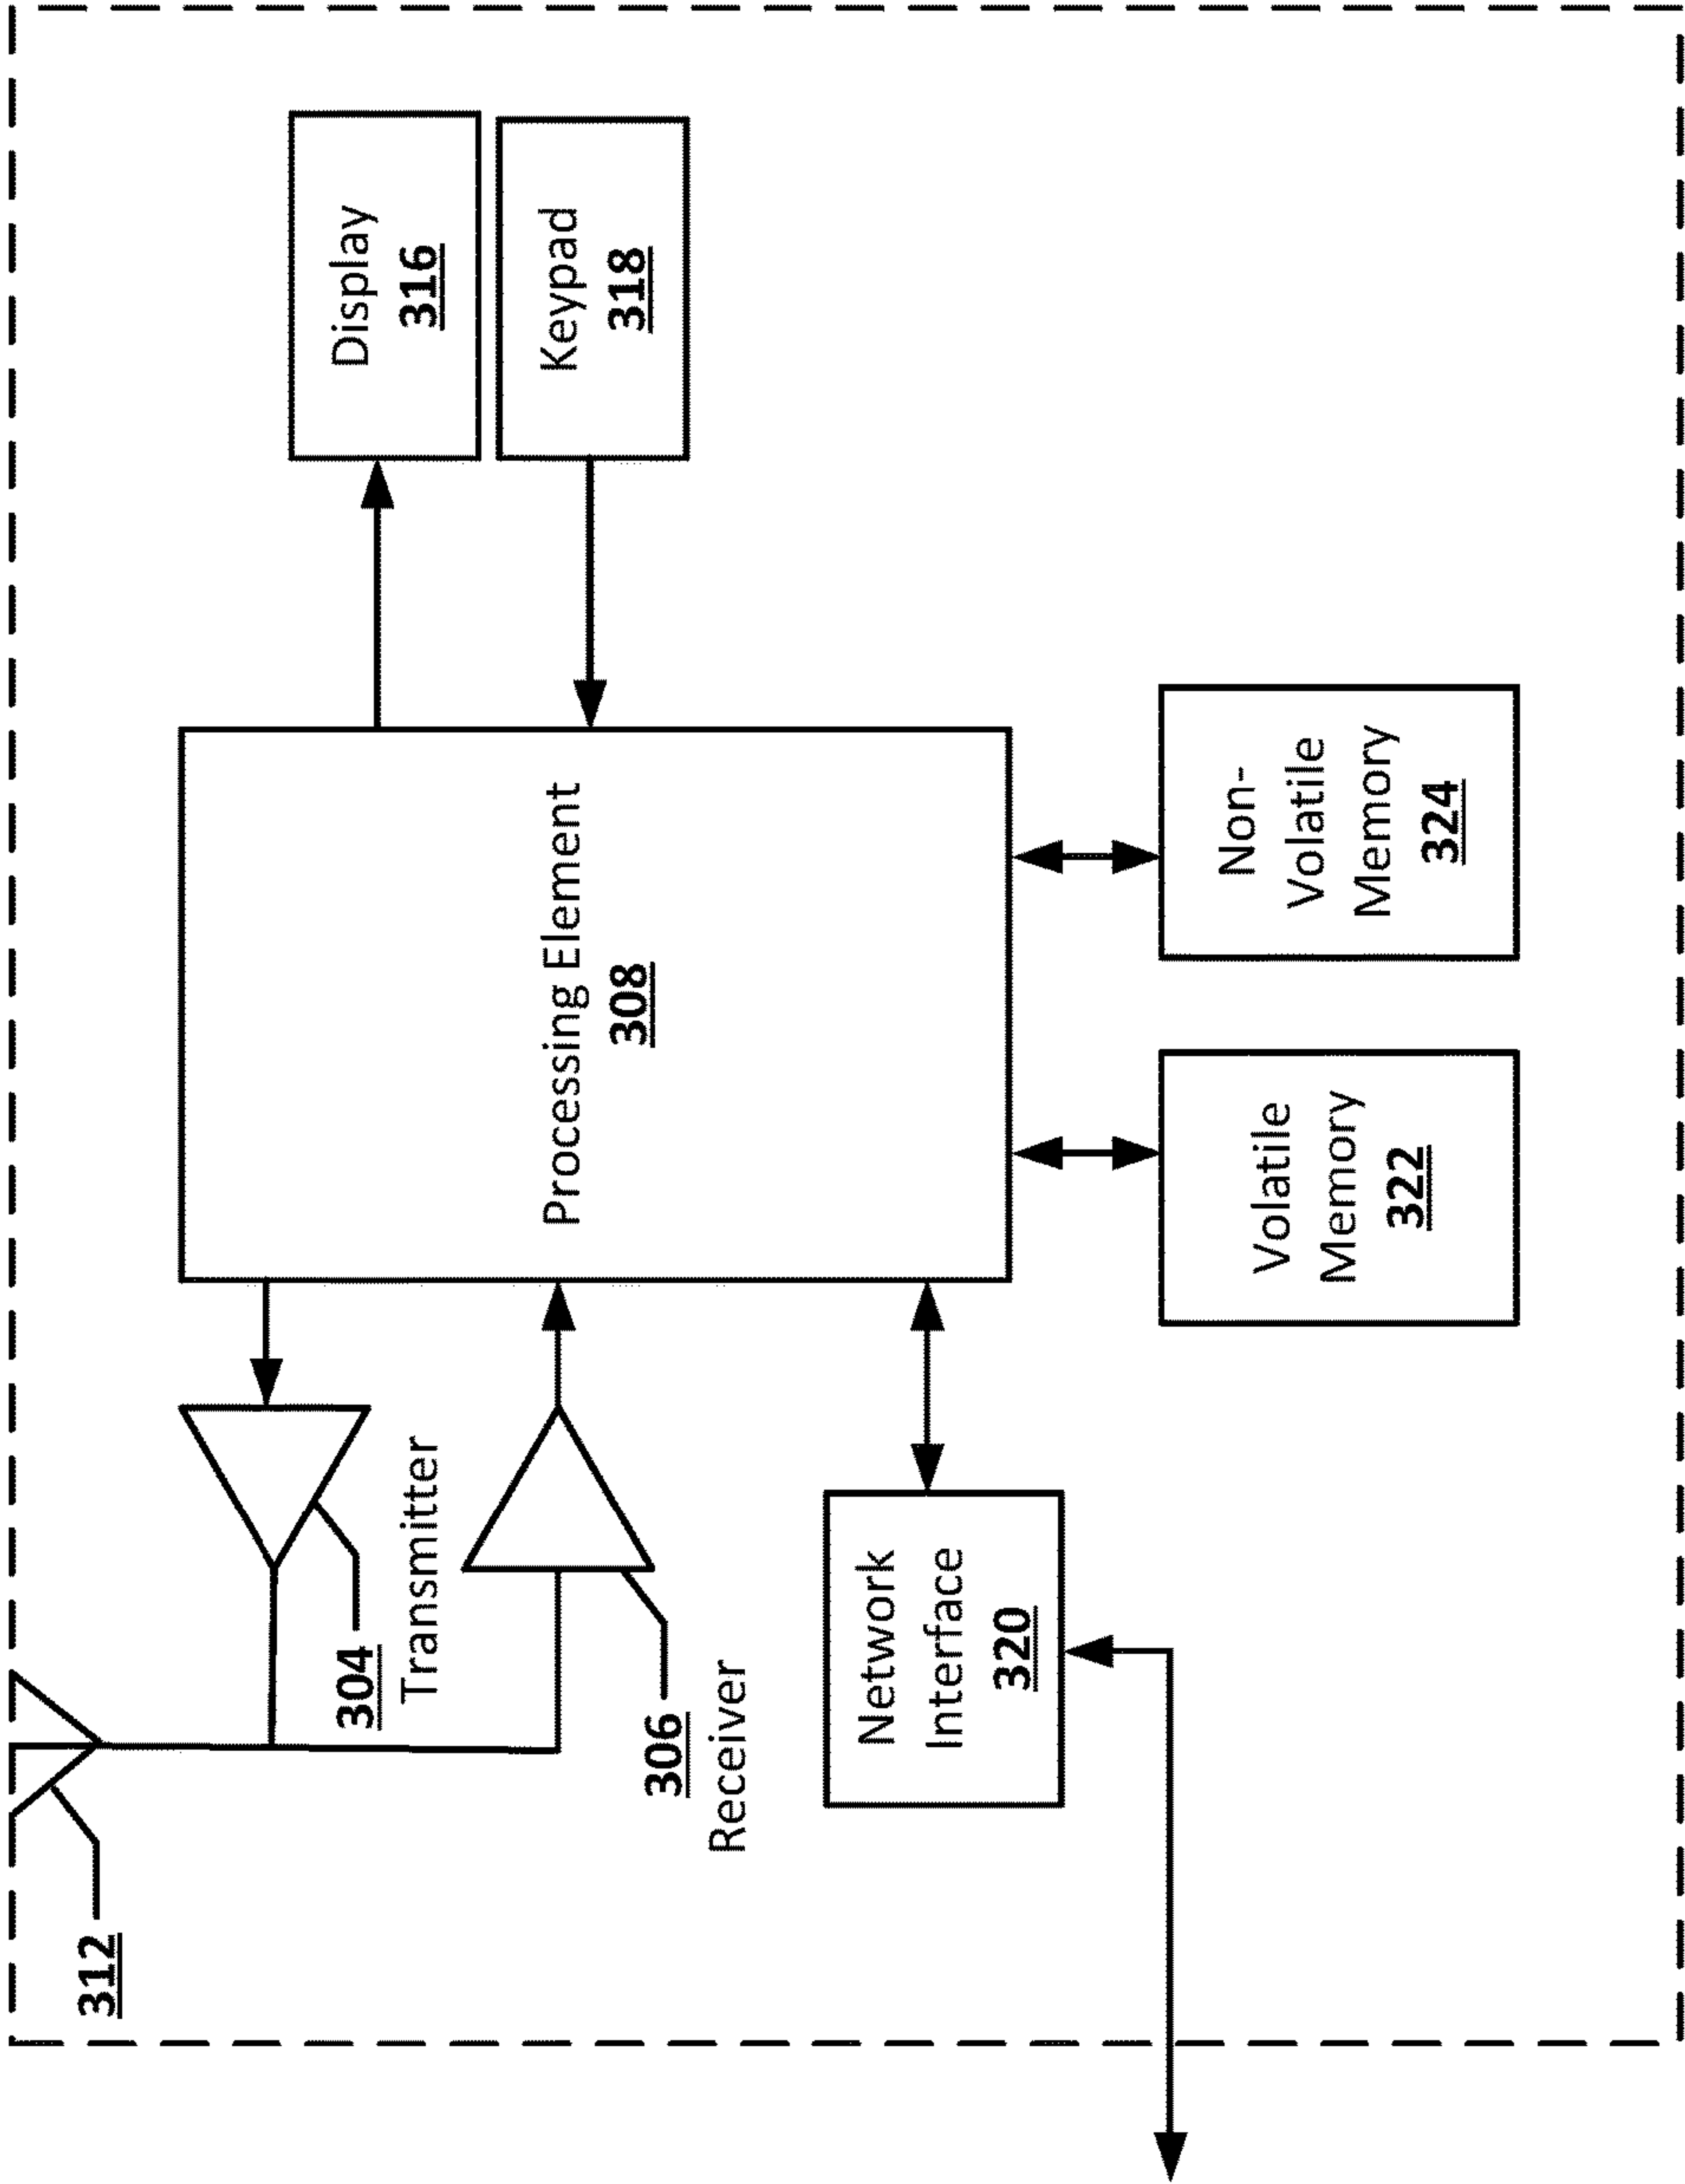 312
304
Transmitter
306
Receiver
Processing Element
308
Display
316
Keypad
318
Network
Interface
320
Volatile
Memory
322
Non-
Volatile
Memory
324